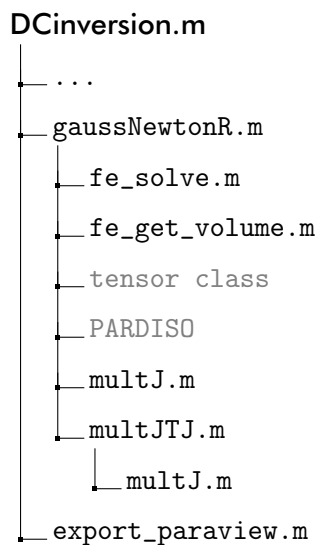 DCinversion.m
...
gaussNewtonR.m
fe_solve.m
fe_get_volume.m
tensor class
PARDISO
multJ.m
multJTJ.m
multJ.m
export_paraview.m